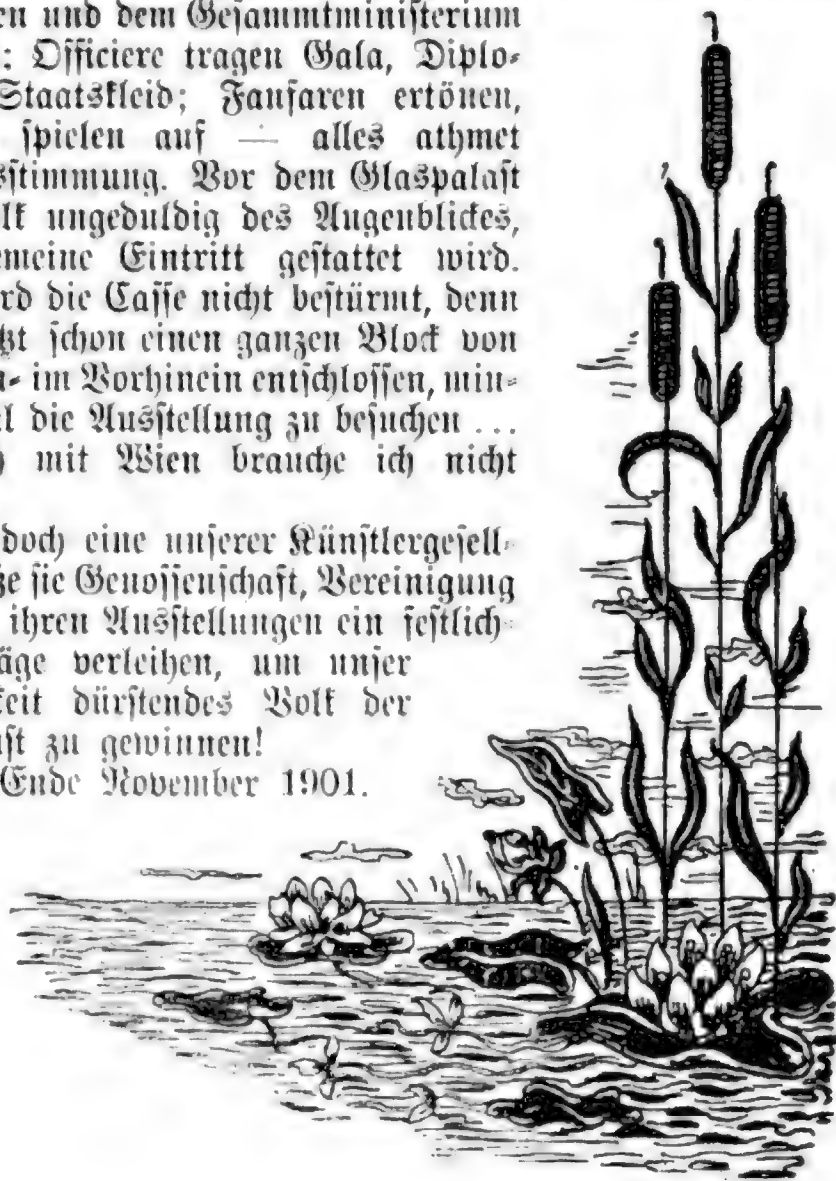 en und dem Gesammtministerium
: Officiere tragen Gala, Diplo-
Staatskleid; Fanfaren ertönen,
spielen auf — alles athmet
sstimmung. Vor dem Glaspalast
lk ungeduldig des Augenblickes,
emeine Eintritt gestattet wird.
rd die Casse nicht bestürmt, denn
tzt schon einen ganzen Block von
n- im Vorhinein entschlossen, min-
l die Ausstellung zu besuchen ...
) mit Wien brauche ich nicht
doch eine unserer Künstlergesell-
ße sie Genossenschaft, Vereinigung
ihren Ausstellungen ein festlich-
äge verleihen, um unser
keit dürstendes Volk der
nst zu gewinnen!
Ende November 1901.